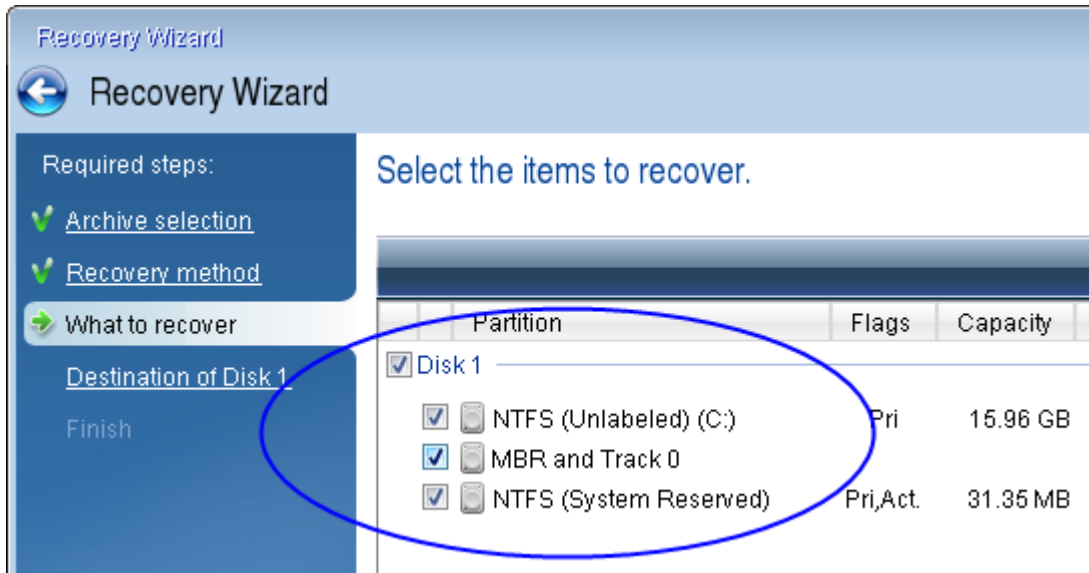 Recovery Wizard
Recovery Wizard
Required steps:
Archive selection
Recovery method
What to recover
Destination of Disk 1
Finish
Select the items to recover.
Partition Flags Capacity
Disk 1
NTFS (Unlabeled) (C:) Pri 15.96 GB
MBR and Track 0
NTFS (System Reserved) Pri,Act. 31.35 MB